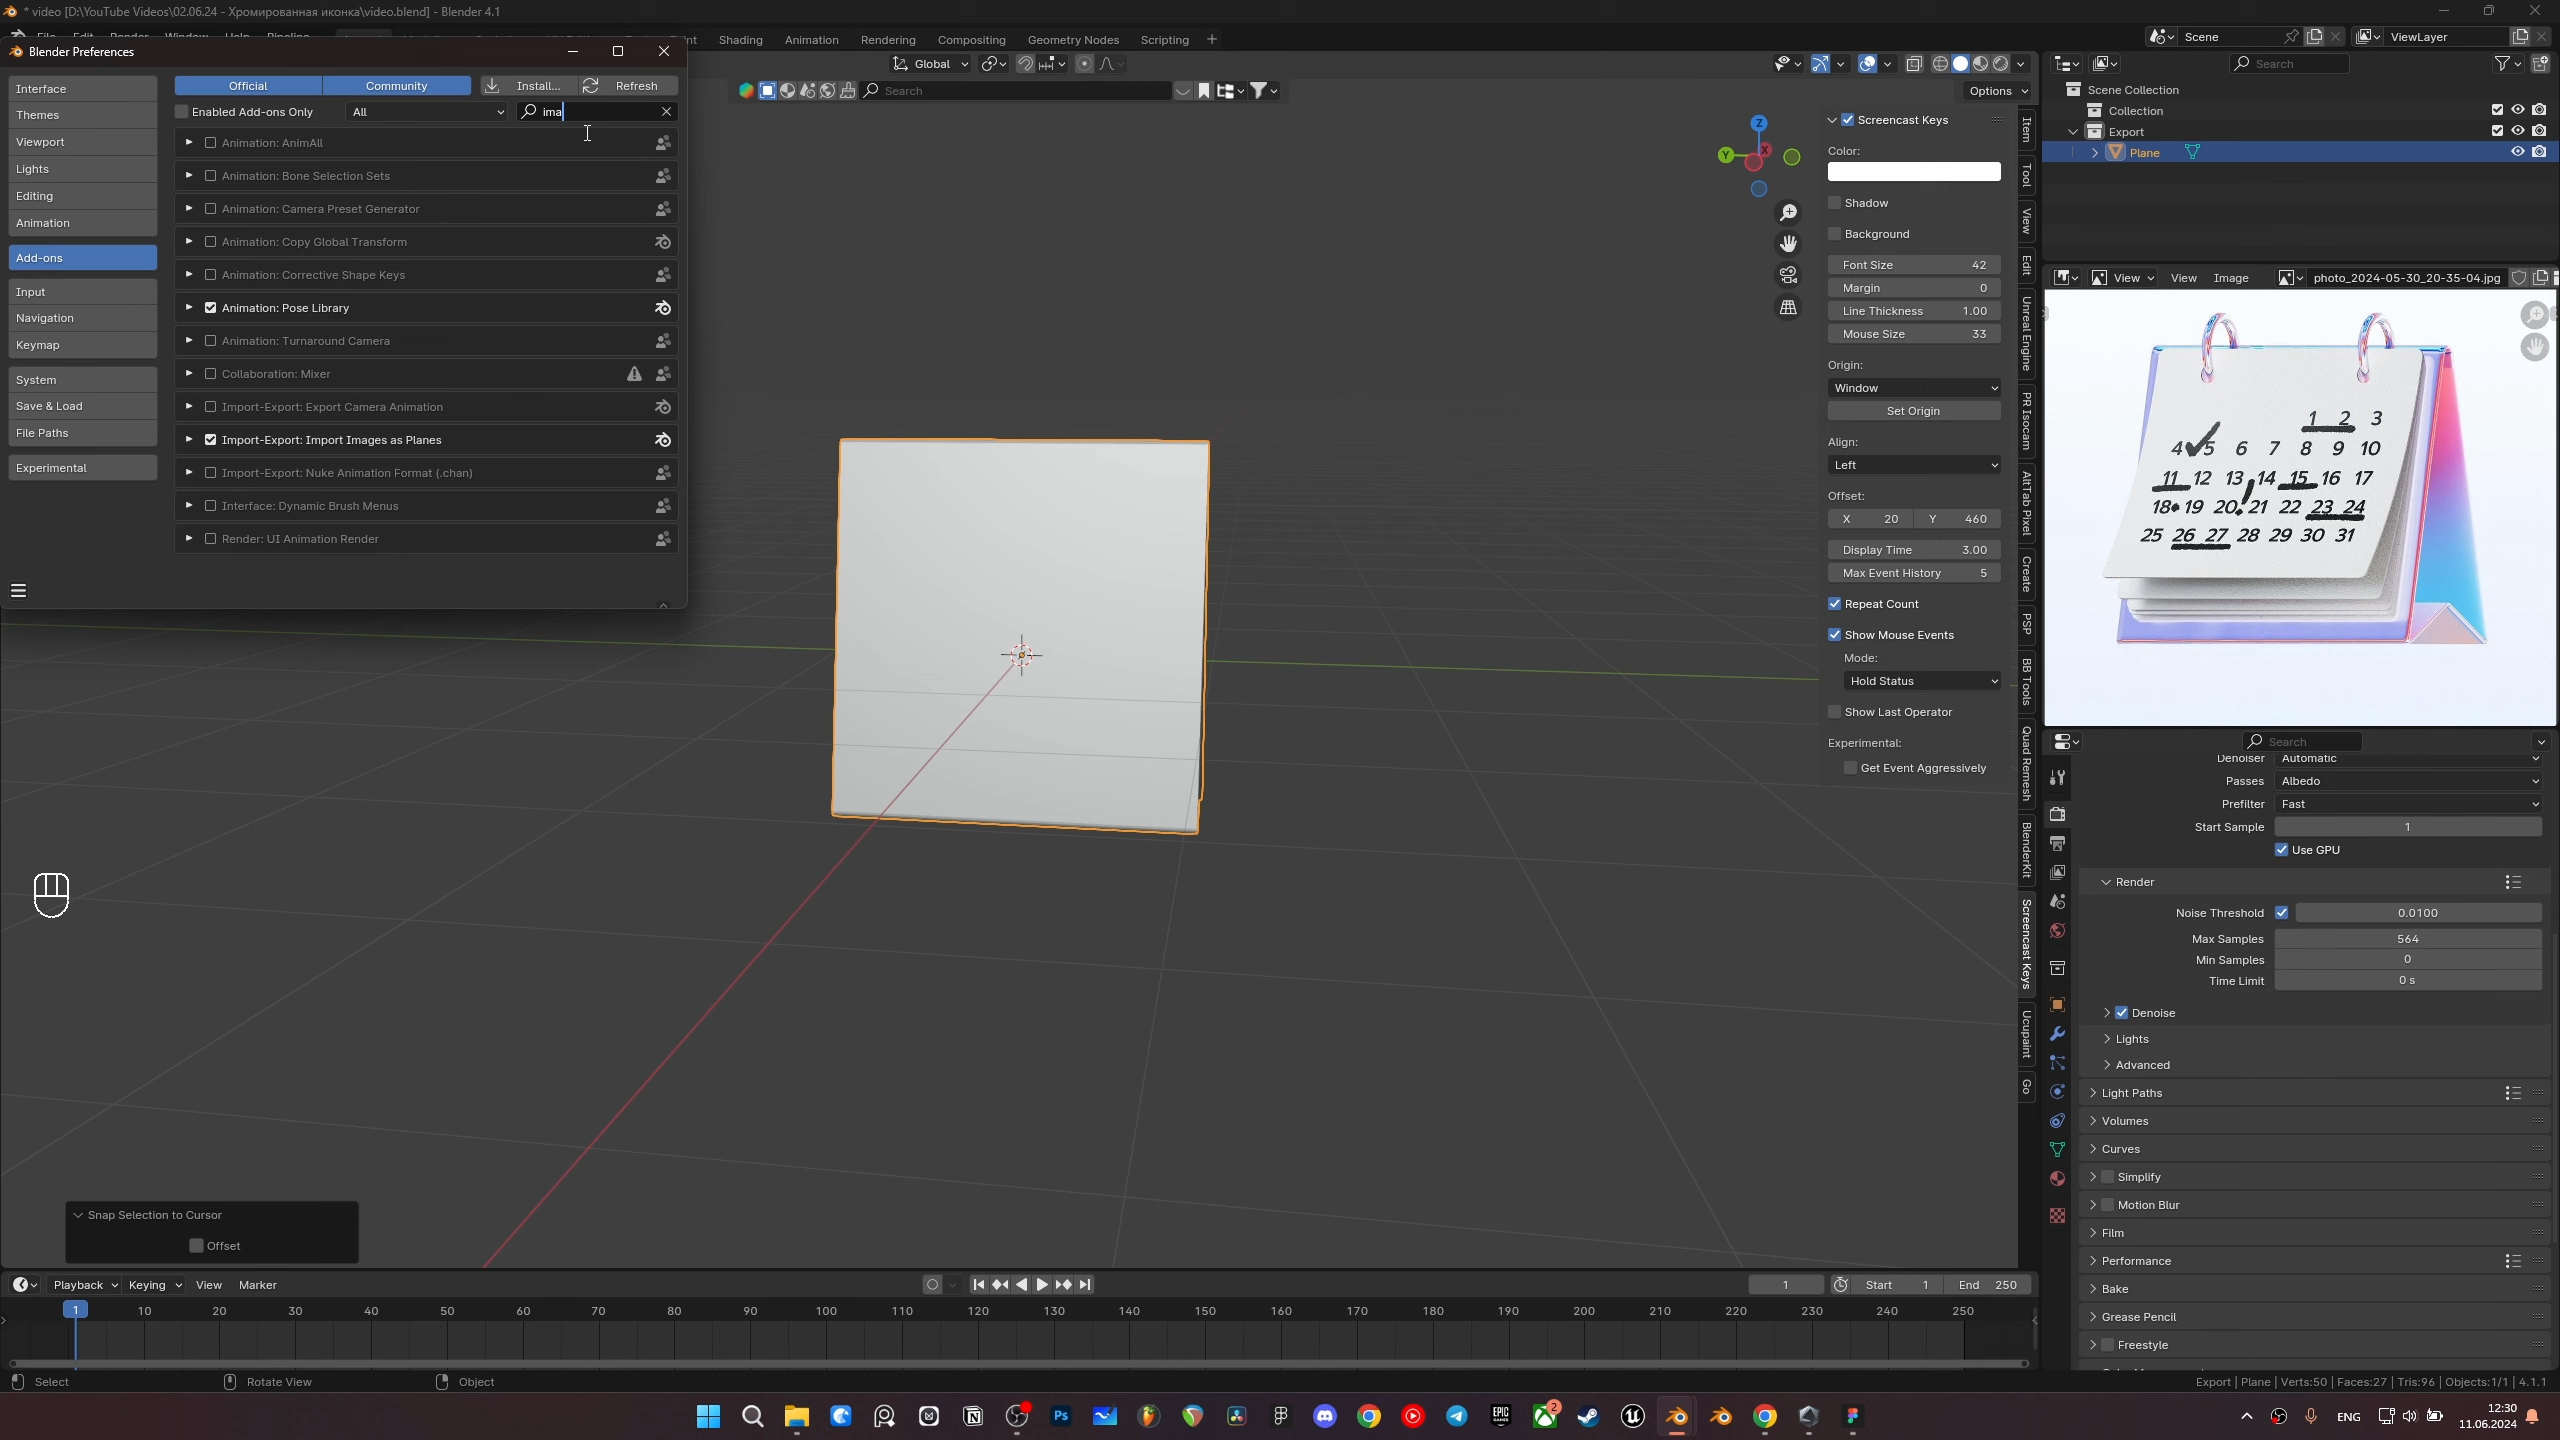 * video [D:\YouTube Videos\02.06.24 - Хромированная иконка\video.blend] - Blender 4.1
Shading Animation Rendering Compositing Geometry Nodes Scripting +
Scene
ViewLayer
Blender Preferences
Interface
Themes
Viewport
Lights
Editing
Animation
Add-ons
Input
Navigation
Keymap
System
Save & Load
File Paths
Experimental
Official Community Install... Refresh
Enabled Add-ons Only All ima
Animation: AnimAll
Animation: Bone Selection Sets
Animation: Camera Preset Generator
Animation: Copy Global Transform
Animation: Corrective Shape Keys
Animation: Pose Library
Animation: Turnaround Camera
Collaboration: Mixer
Import-Export: Export Camera Animation
Import-Export: Import Images as Planes
Import-Export: Nuke Animation Format (.chan)
Interface: Dynamic Brush Menus
Render: UI Animation Render
Global
Search
Options
Z
Y
X
Screencast Keys
Color:
Shadow
Background
Font Size 42
Margin 0
Line Thickness 1.00
Mouse Size 33
Origin:
Window
Set Origin
Align:
Left
Offset:
X 20 Y 460
Display Time 3.00
Max Event History 5
Repeat Count
Show Mouse Events
Mode:
Hold Status
Show Last Operator
Experimental:
Get Event Aggressively
Item
Tool
View
Edit
Unreal Engine
PR Isocam
AltTab Pixel
Create
PSP
BB Tools
Quad Remesh
BlenderKit
Screencast Keys
Ucupaint
Go
Search
Scene Collection
Collection
Export
Plane
View View Image photo_2024-05-30_20-35-04.jpg
1 2 3
4 5 6 7 8 9 10
11 12 13 14 15 16 17
18 19 20 21 22 23 24
25 26 27 28 29 30 31
Search
Denoiser Automatic
Passes Albedo
Prefilter Fast
Start Sample 1
Use GPU
Render
Noise Threshold 0.0100
Max Samples 564
Min Samples 0
Time Limit 0 s
Denoise
Lights
Advanced
Light Paths
Volumes
Curves
Simplify
Motion Blur
Film
Performance
Bake
Grease Pencil
Freestyle
Snap Selection to Cursor
Offset
Playback Keying View Marker
1 Start 1 End 250
1 10 20 30 40 50 60 70 80 90 100 110 120 130 140 150 160 170 180 190 200 210 220 230 240 250
Select Rotate View Object
Export | Plane | Verts:50 | Faces:27 | Tris:96 | Objects:1/1 | 4.1.1
Ps
EPIC GAMES
2
ENG
12:30
11.06.2024